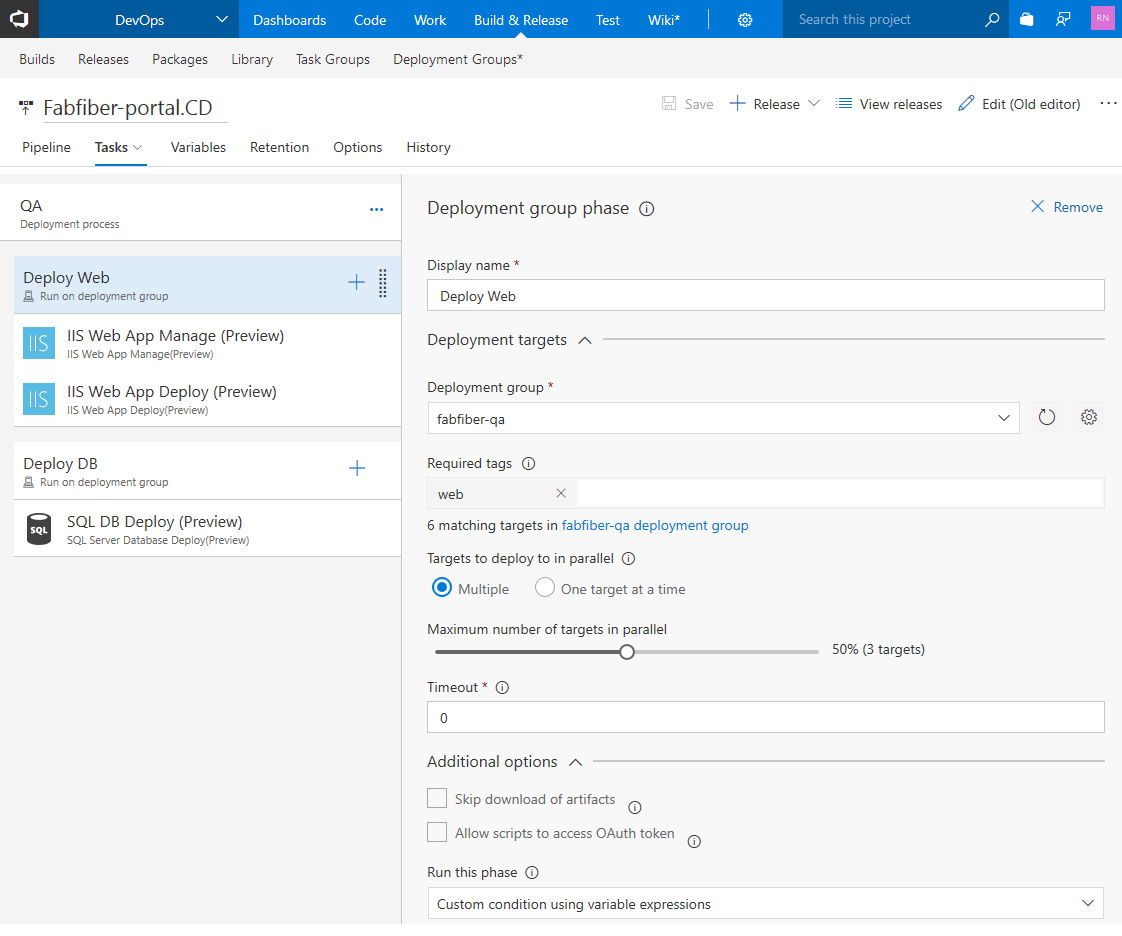 DevOps Dashboards Code Work Build & Release Test Wiki* Search this project RN
Builds Releases Packages Library Task Groups Deployment Groups*
Fabfiber-portal.CD Save Release View releases Edit (Old editor) ...
Pipeline Tasks Variables Retention Options History
QA
Deployment process
...
Deploy Web
Run on deployment group
IIS
IIS Web App Manage (Preview)
IIS Web App Manage(Preview)
IIS
IIS Web App Deploy (Preview)
IIS Web App Deploy(Preview)
Deploy DB
Run on deployment group
SQL
SQL DB Deploy (Preview)
SQL Server Database Deploy(Preview)
Deployment group phase Remove
Display name *
Deploy Web
Deployment targets
Deployment group *
fabfiber-qa
Required tags
web
6 matching targets in fabfiber-qa deployment group
Targets to deploy to in parallel
Multiple One target at a time
Maximum number of targets in parallel
50% (3 targets)
Timeout *
0
Additional options
Skip download of artifacts
Allow scripts to access OAuth token
Run this phase
Custom condition using variable expressions